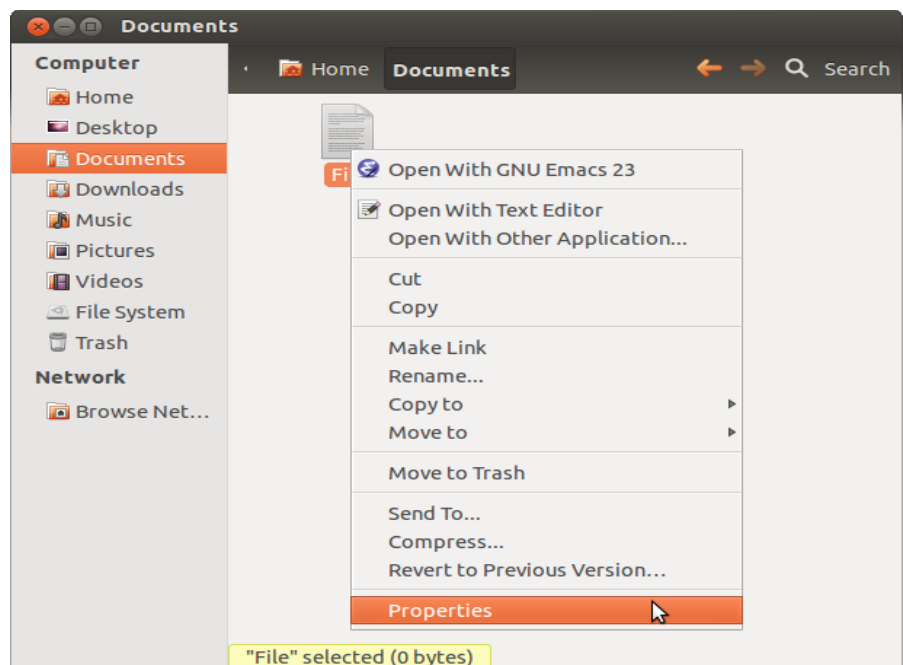 Documents
Computer
Home
Desktop
Documents
Downloads
Music
Pictures
Videos
File System
Trash
Network
Browse Net...
Home Documents Search
Fi
Open With GNU Emacs 23
Open With Text Editor
Open With Other Application...
Cut
Copy
Make Link
Rename...
Copy to
Move to
Move to Trash
Send To...
Compress...
Revert to Previous Version...
Properties
"File" selected (0 bytes)